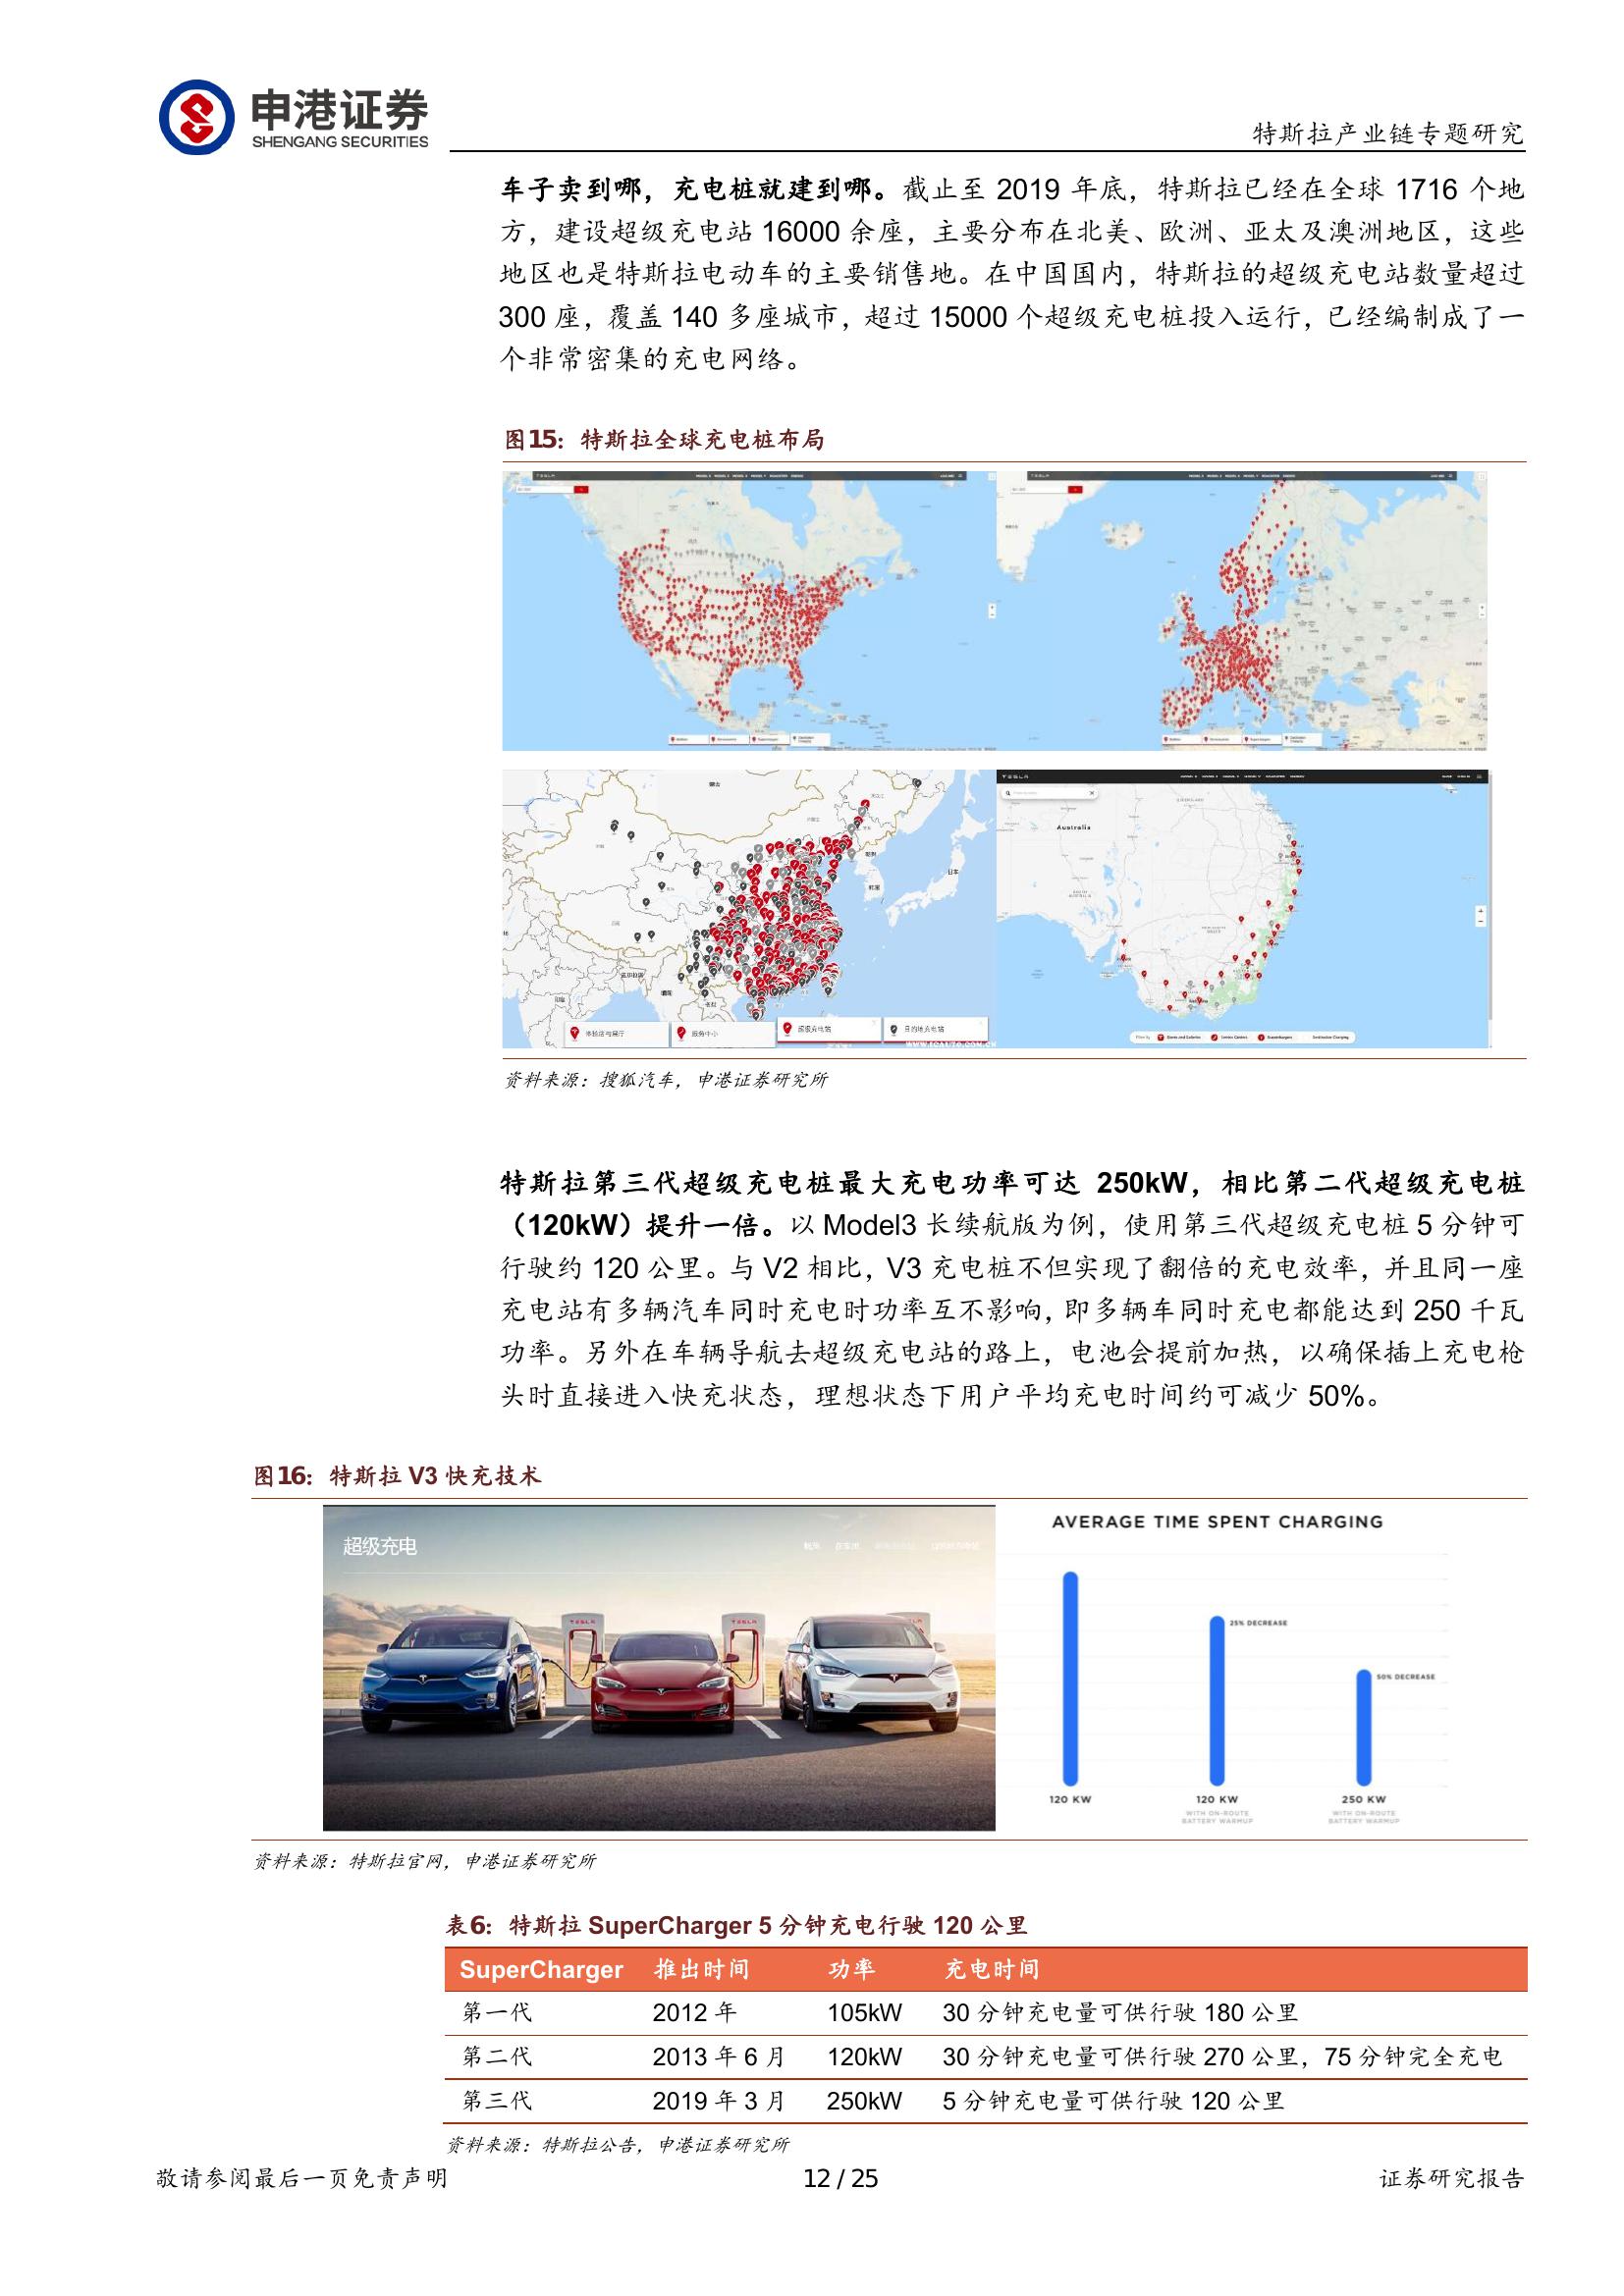 申港证券
SHENGANG SECURITIES
特斯拉产业链专题研究
车子卖到哪，充电桩就建到哪。截止至 2019 年底，特斯拉已经在全球 1716 个地
方，建设超级充电站 16000 余座，主要分布在北美、欧洲、亚太及澳洲地区，这些
地区也是特斯拉电动车的主要销售地。在中国国内，特斯拉的超级充电站数量超过
300 座，覆盖 140 多座城市，超过 15000 个超级充电桩投入运行，已经编制成了一
个非常密集的充电网络。
图15：特斯拉全球充电桩布局
TESLA
TESLA
蒙古
朝鲜
韩国
日本
体验店与展厅
服务中心
超级充电站
目的地充电站
TESLA
Australia
Stores and Galleries
Service Centers
Superchargers
Destination Charging
资料来源：搜狐汽车，申港证券研究所
特斯拉第三代超级充电桩最大充电功率可达 250kW，相比第二代超级充电桩
（120kW）提升一倍。以 Model3 长续航版为例，使用第三代超级充电桩 5 分钟可
行驶约 120 公里。与 V2 相比，V3 充电桩不但实现了翻倍的充电效率，并且同一座
充电站有多辆汽车同时充电时功率互不影响，即多辆车同时充电都能达到 250 千瓦
功率。另外在车辆导航去超级充电站的路上，电池会提前加热，以确保插上充电枪
头时直接进入快充状态，理想状态下用户平均充电时间约可减少 50%。
图16：特斯拉 V3 快充技术
超级充电
TESLA
TESLA
AVERAGE TIME SPENT CHARGING
25% DECREASE
50% DECREASE
120 KW
120 KW
WITH ON-ROUTE
BATTERY WARMUP
250 KW
WITH ON-ROUTE
BATTERY WARMUP
资料来源：特斯拉官网，申港证券研究所
表6：特斯拉 SuperCharger 5 分钟充电行驶 120 公里
SuperCharger 推出时间 功率 充电时间
第一代 2012 年 105kW 30 分钟充电量可供行驶 180 公里
第二代 2013 年 6 月 120kW 30 分钟充电量可供行驶 270 公里，75 分钟完全充电
第三代 2019 年 3 月 250kW 5 分钟充电量可供行驶 120 公里
资料来源：特斯拉公告，申港证券研究所
敬请参阅最后一页免责声明
12 / 25
证券研究报告